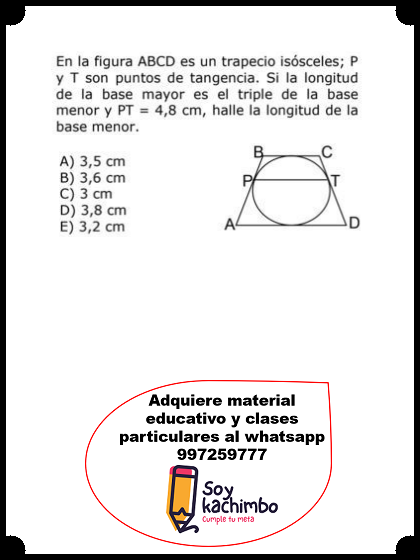 En la figura ABCD es un trapecio isósceles; P
y T son puntos de tangencia. Si la longitud
de la base mayor es el triple de la base
menor y PT = 4,8 cm, halle la longitud de la
base menor.
A) 3,5 cm
B) 3,6 cm
C) 3 cm
D) 3,8 cm
E) 3,2 cm
B C
P T
A D
Adquiere material
educativo y clases
particulares al whatsapp
997259777
Soy
kachimbo
Cumple tu meta